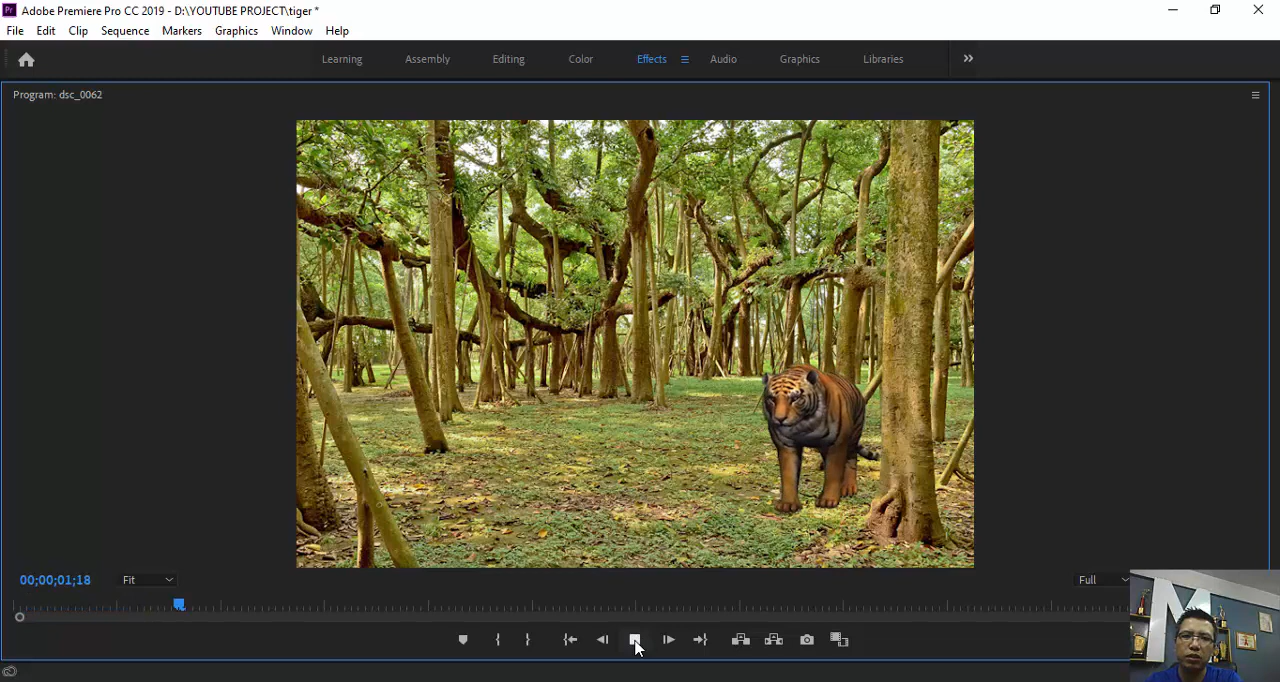 Adobe Premiere Pro CC 2019 - D:\YOUTUBE PROJECT\tiger *
File Edit Clip Sequence Markers Graphics Window Help
Learning Assembly Editing Color Effects Audio Graphics Libraries
Program: dsc_0062
00;00;01;18 Fit Full
M